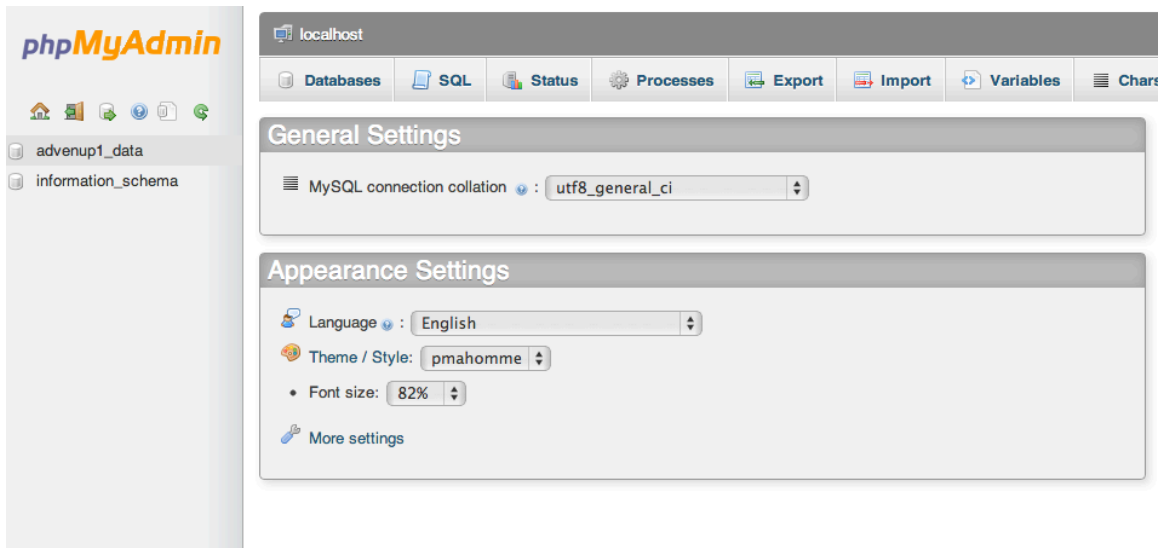 phpMyAdmin
advenup1_data
information_schema
localhost
Databases SQL Status Processes Export Import Variables Chars
General Settings
MySQL connection collation : utf8_general_ci
Appearance Settings
Language : English
Theme / Style: pmahomme
• Font size: 82%
More settings